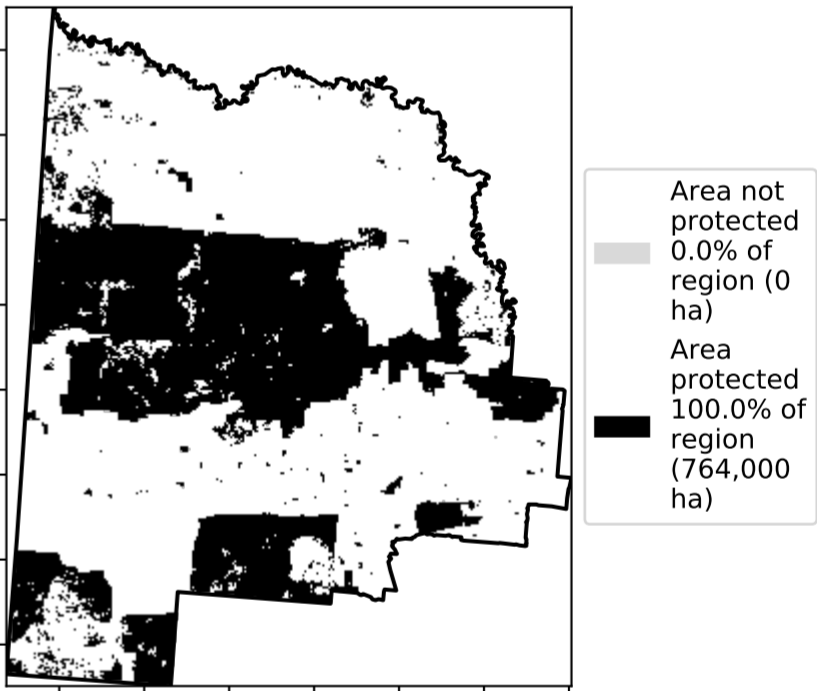 Area not
protected
0.0% of
region (0
ha)
Area
protected
100.0% of
region
(764,000
ha)